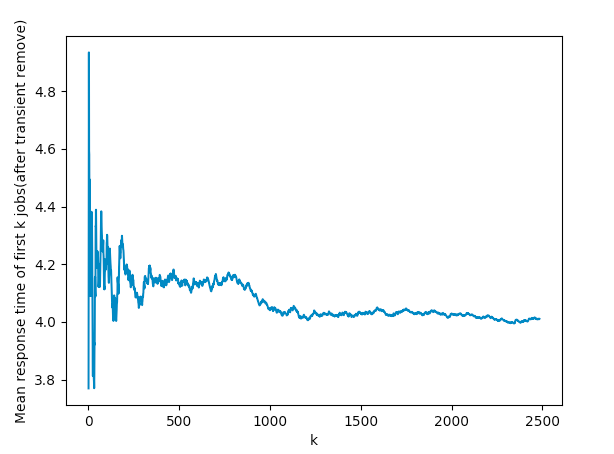 Mean response time of first k jobs(after transient remove)
4.8
4.6
4.4
4.2
4.0
3.8
0 500 1000 1500 2000 2500
k